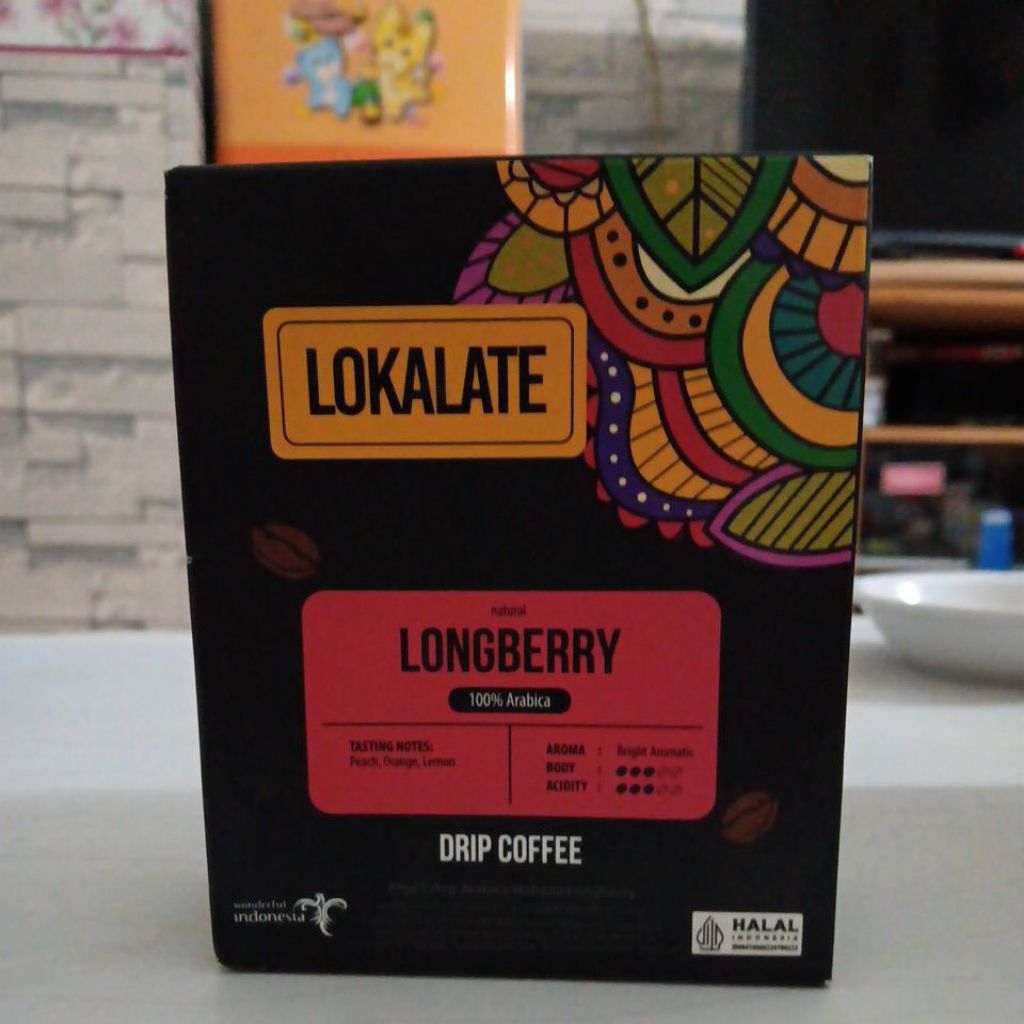 LOKALATE
natural
LONGBERRY
100% Arabica
TASTING NOTES:
Peach, Orange, Lemon
AROMA : Bright Aromatic
BODY :
ACIDITY :
DRIP COFFEE
wonderful
indonesia
HALAL
INDONESIA